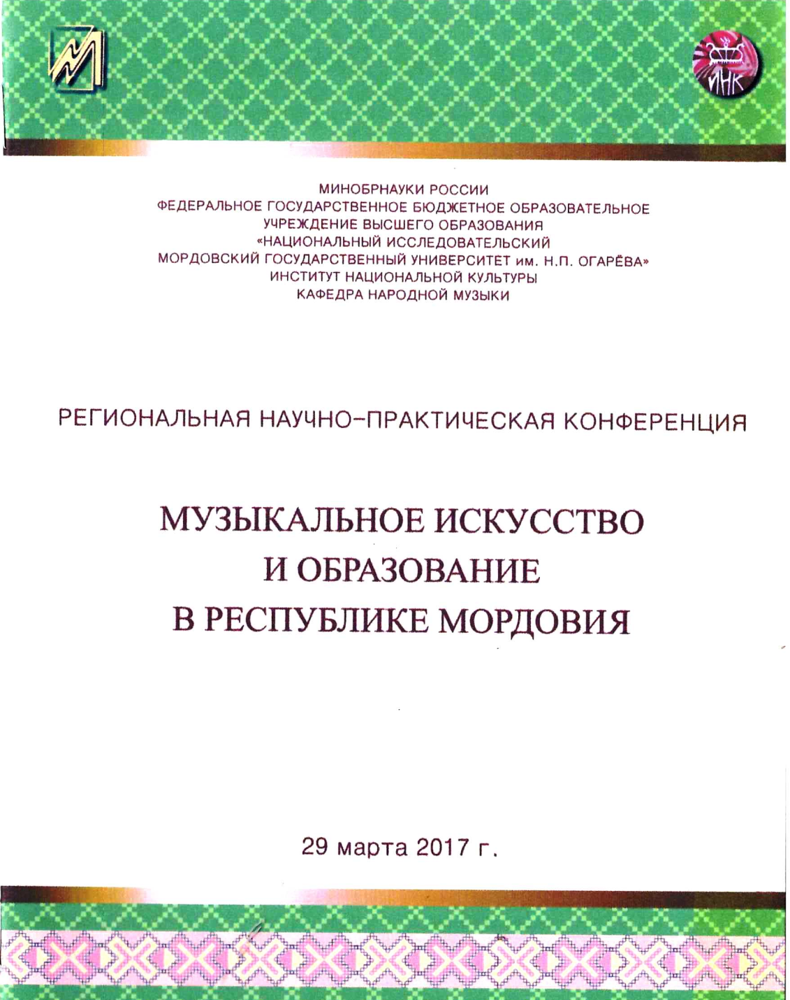 ИНК
МИНОБРНАУКИ РОССИИ
ФЕДЕРАЛЬНОЕ ГОСУДАРСТВЕННОЕ БЮДЖЕТНОЕ ОБРАЗОВАТЕЛЬНОЕ
УЧРЕЖДЕНИЕ ВЫСШЕГО ОБРАЗОВАНИЯ
«НАЦИОНАЛЬНЫЙ ИССЛЕДОВАТЕЛЬСКИЙ
МОРДОВСКИЙ ГОСУДАРСТВЕННЫЙ УНИВЕРСИТЕТ им. Н.П. ОГАРЁВА»
ИНСТИТУТ НАЦИОНАЛЬНОЙ КУЛЬТУРЫ
КАФЕДРА НАРОДНОЙ МУЗЫКИ
РЕГИОНАЛЬНАЯ НАУЧНО-ПРАКТИЧЕСКАЯ КОНФЕРЕНЦИЯ
МУЗЫКАЛЬНОЕ ИСКУССТВО
И ОБРАЗОВАНИЕ
В РЕСПУБЛИКЕ МОРДОВИЯ
29 марта 2017 г.